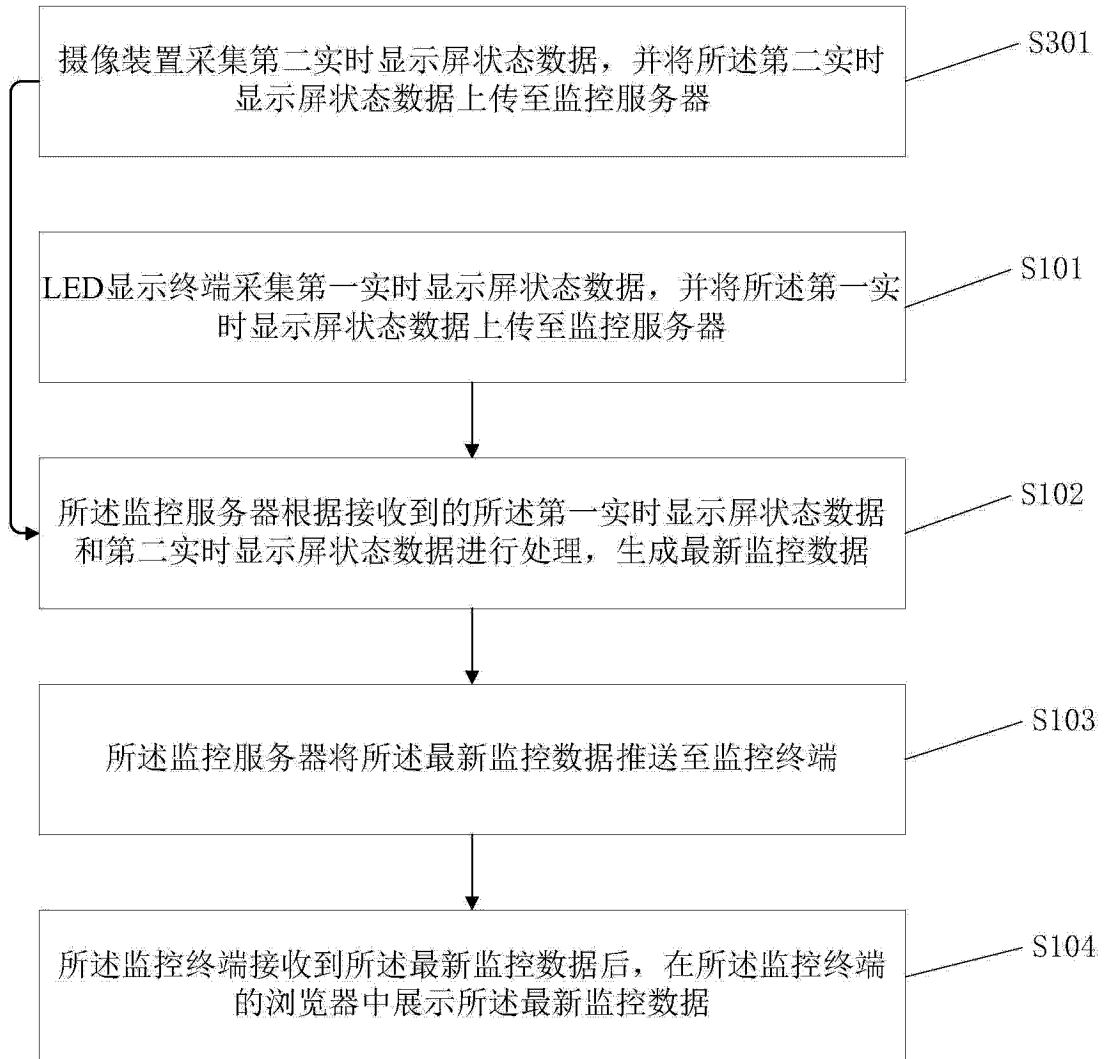 摄像装置采集第二实时显示屏状态数据，并将所述第二实时
显示屏状态数据上传至监控服务器
S301
LED显示终端采集第一实时显示屏状态数据，并将所述第一实
时显示屏状态数据上传至监控服务器
S101
所述监控服务器根据接收到的所述第一实时显示屏状态数据
和第二实时显示屏状态数据进行处理，生成最新监控数据
S102
所述监控服务器将所述最新监控数据推送至监控终端
S103
所述监控终端接收到所述最新监控数据后，在所述监控终端
的浏览器中展示所述最新监控数据
S104